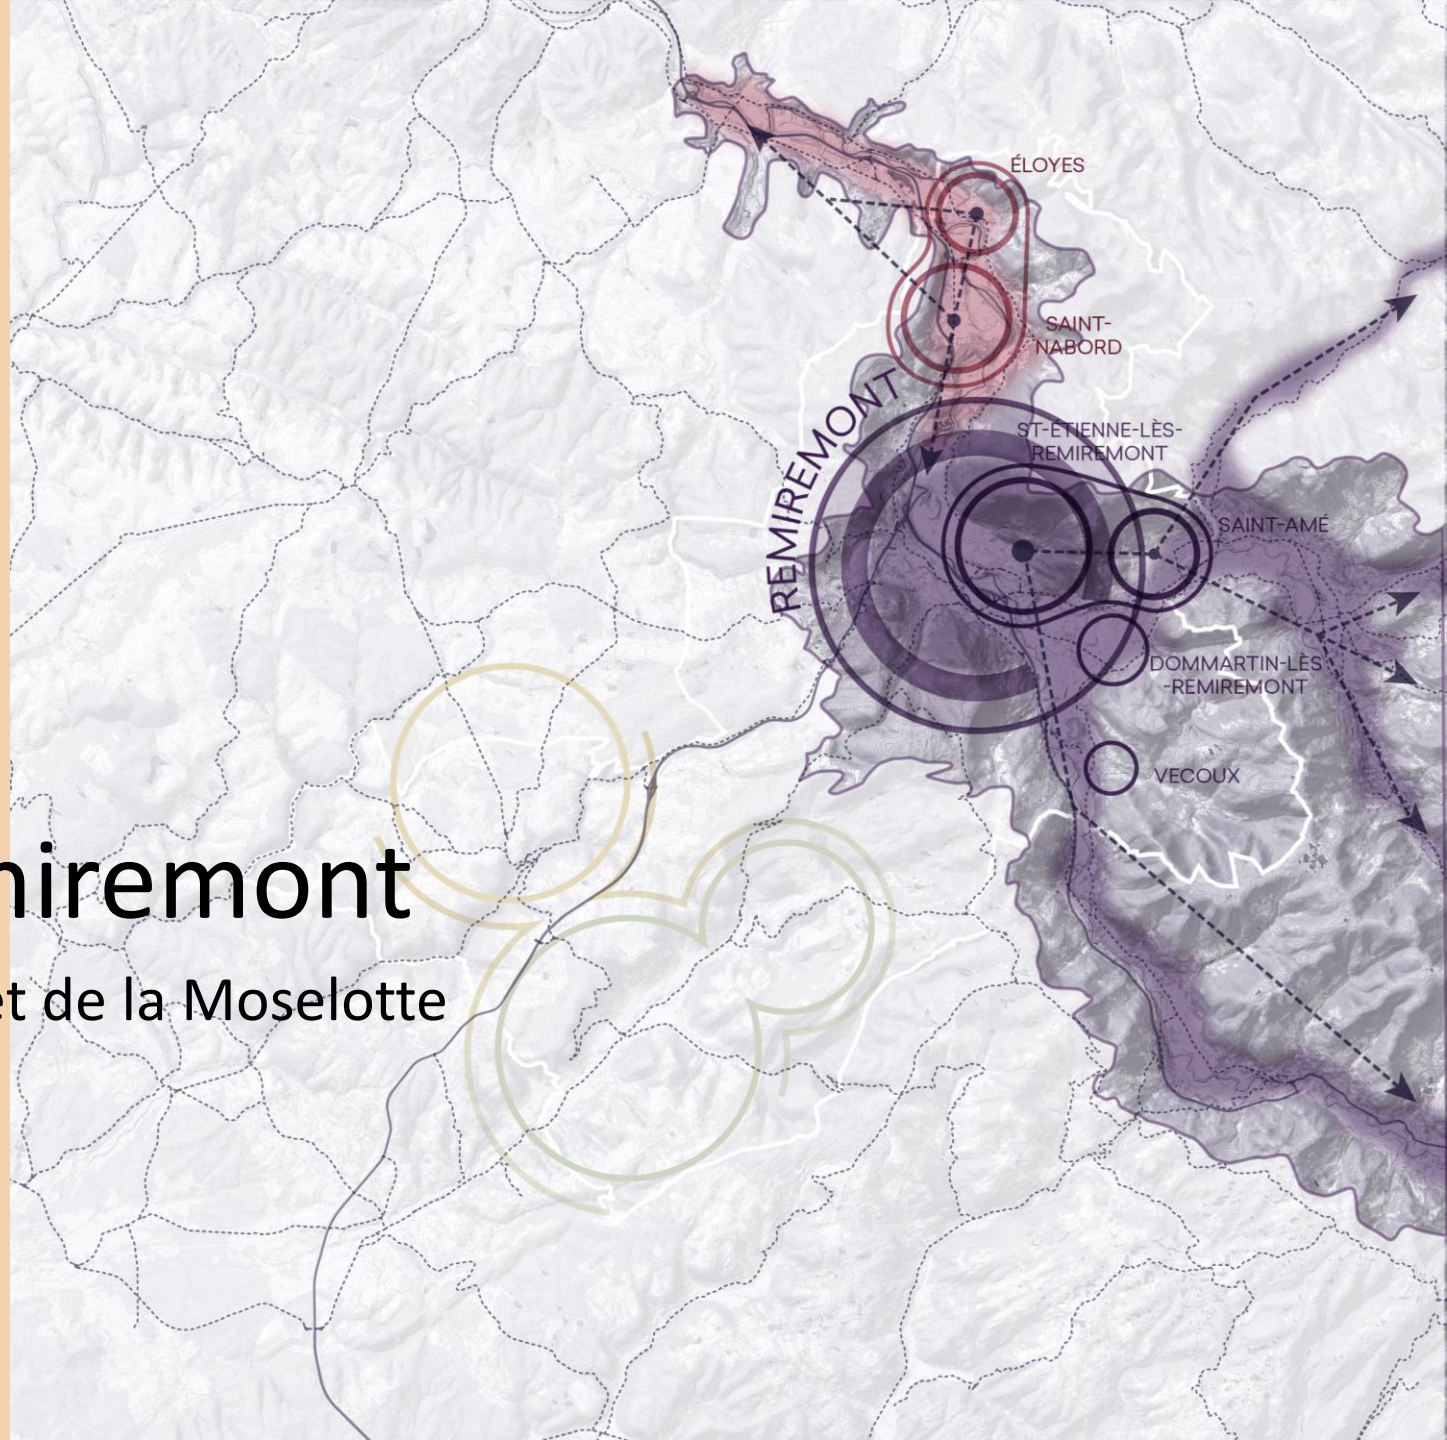 ÉLOYES
SAINT-
NABORD
REMIREMONT
ST-ÉTIENNE-LÈS-
REMIREMONT
SAINT-AMÉ
DOMMARTIN-LÈS
-REMIREMONT
VECOUX
miremont
et de la Moselotte